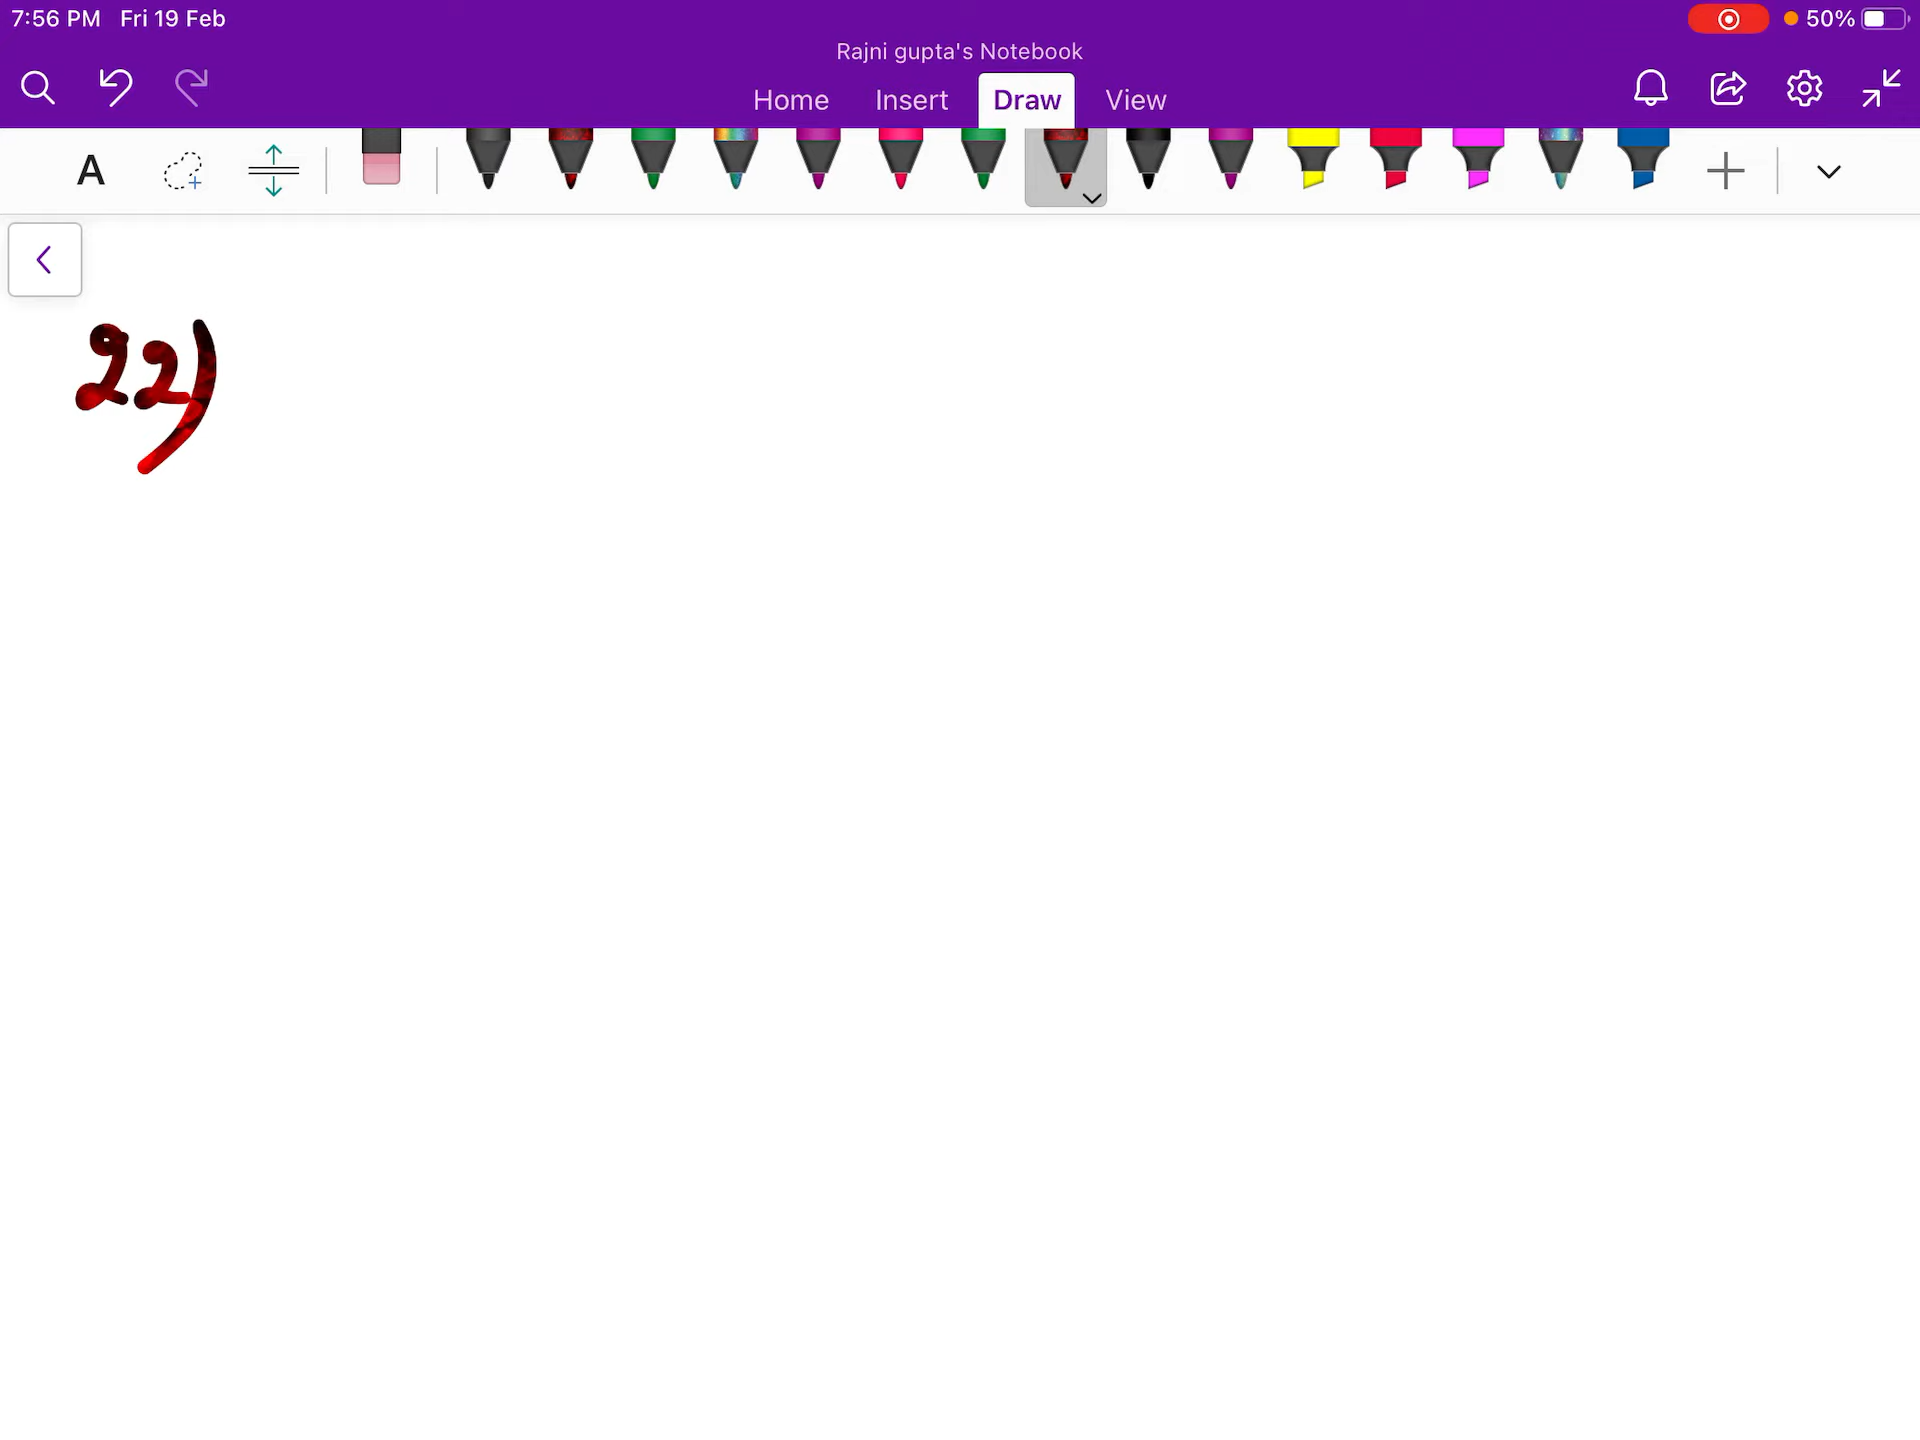 7:56 PM Fri 19 Feb 50%
Rajni gupta's Notebook
Home Insert Draw View
A
22)